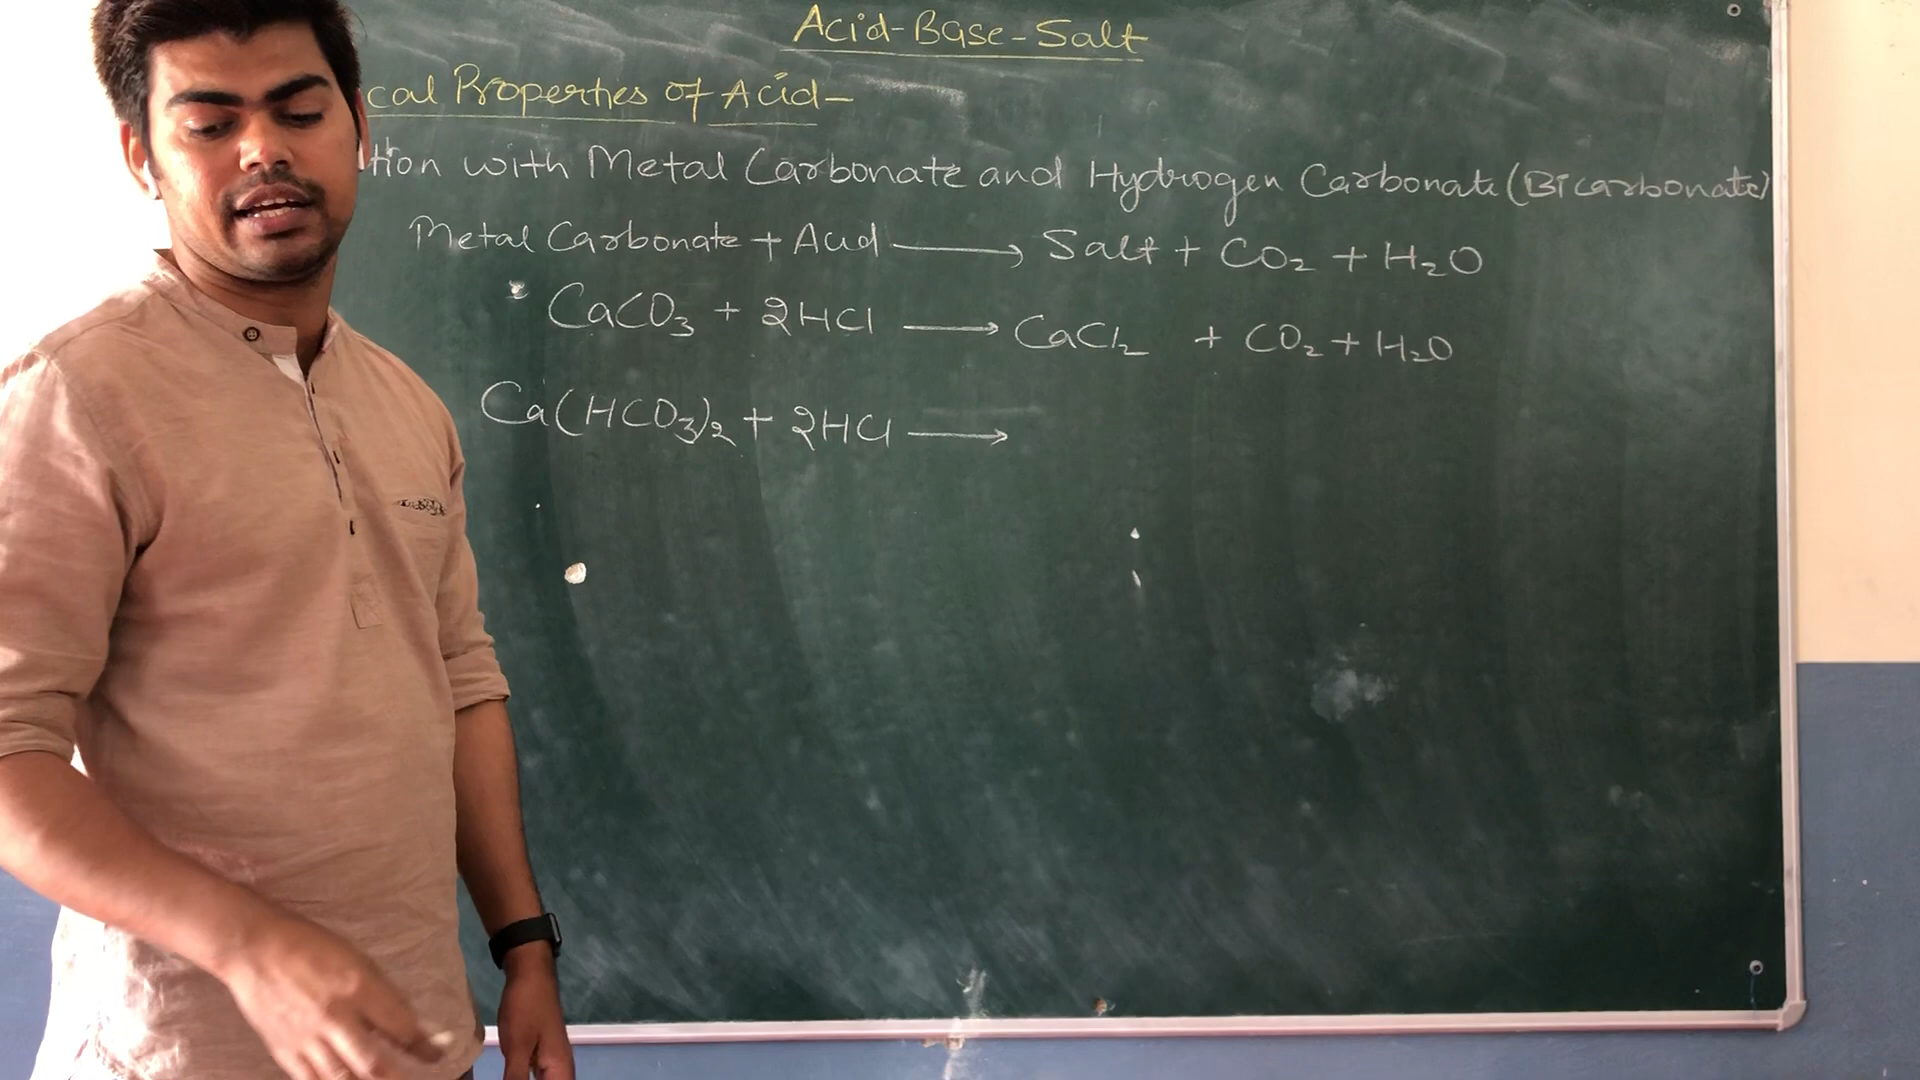 Acid-Base-Salt
cal Properties of Acid-
tion with Metal Carbonate and Hydrogen Carbonate (Bicarbonate)
Metal Carbonate + Acid ⟶ Salt + CO₂ + H₂O
CaCO₃ + 2HCl ⟶ CaCl₂ + CO₂ + H₂O
Ca(HCO₃)₂ + 2HCl ⟶